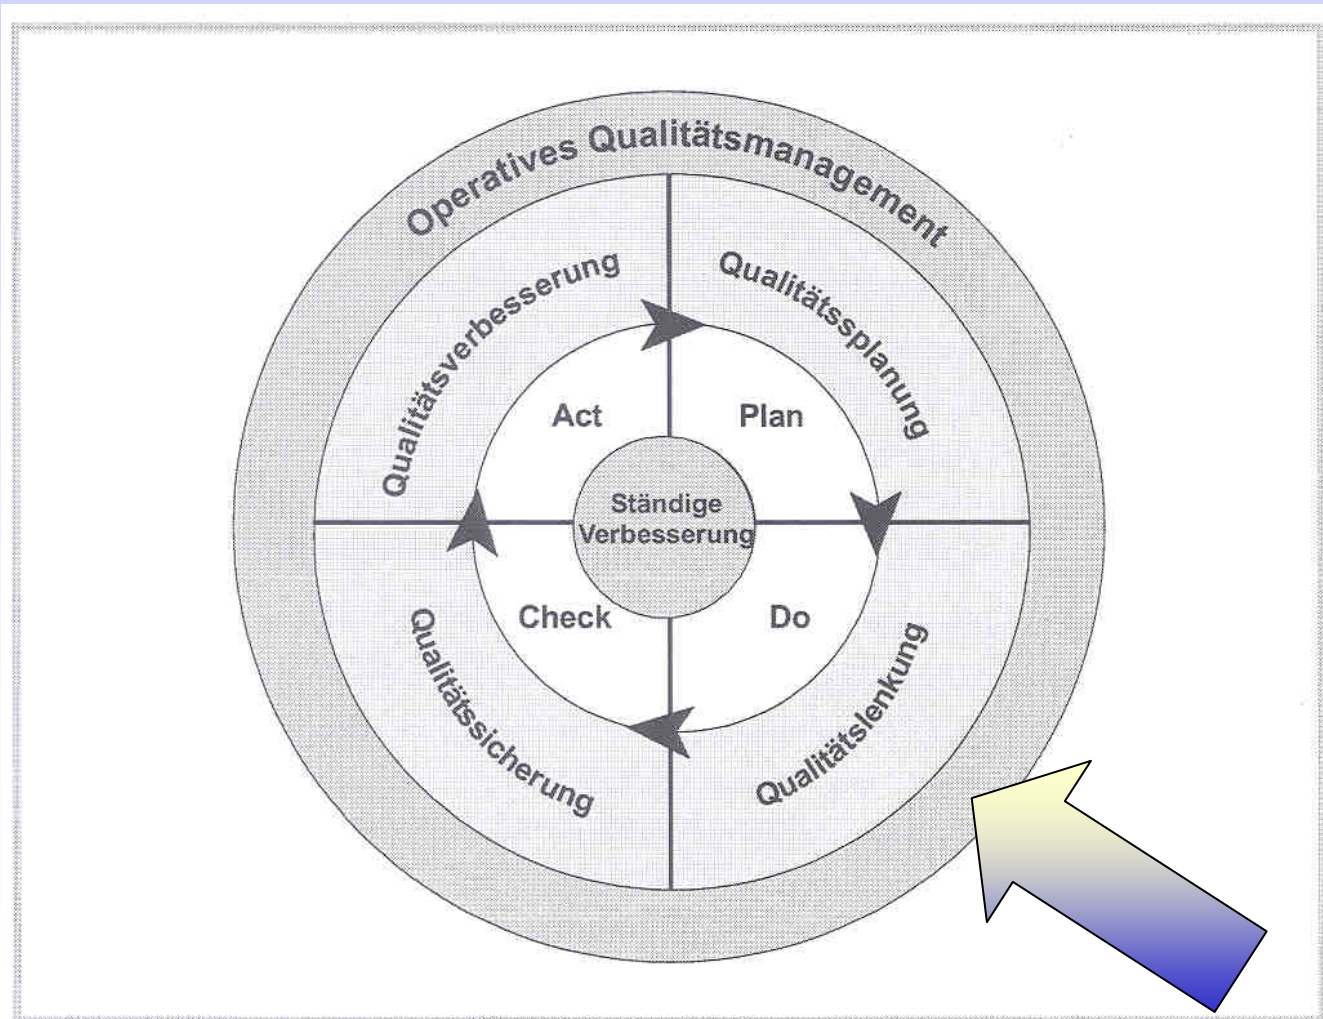 Operatives Qualitätsmanagement
Qualitätsverbesserung
Qualitätssplanung
Act
Plan
Ständige
Verbesserung
Check
Do
Qualitätssicherung
Qualitätslenkung